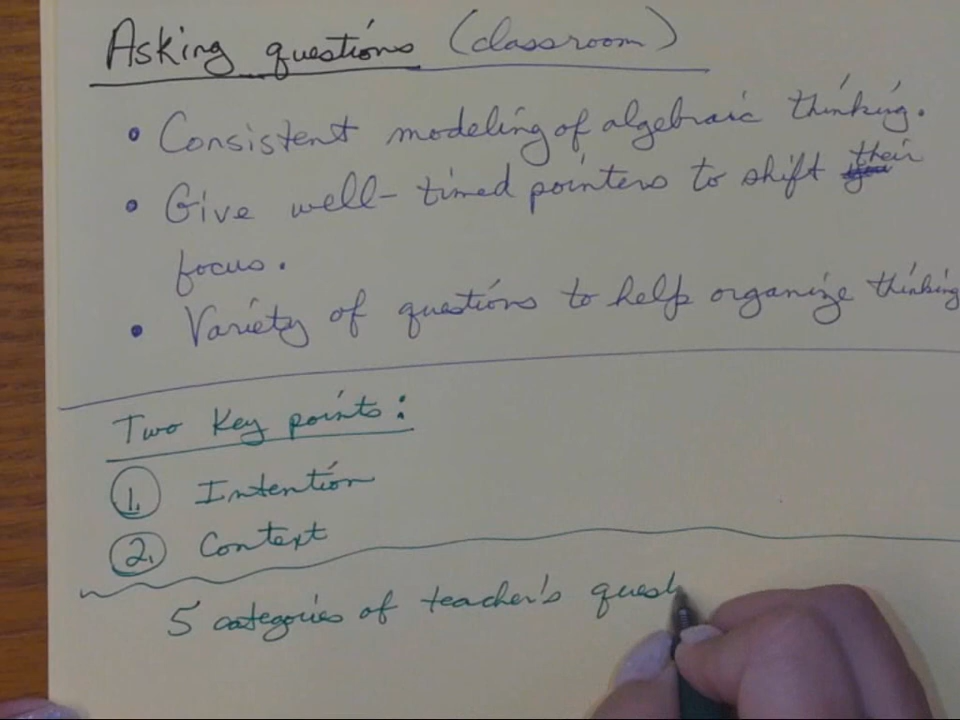 Asking questions (classroom)
• Consistent modeling of algebraic thinking.
• Give well-timed pointers to shift their
focus.
• Variety of questions to help organize thinking
Two Key points:
1. Intention
2. Context
5 categories of teacher's quest